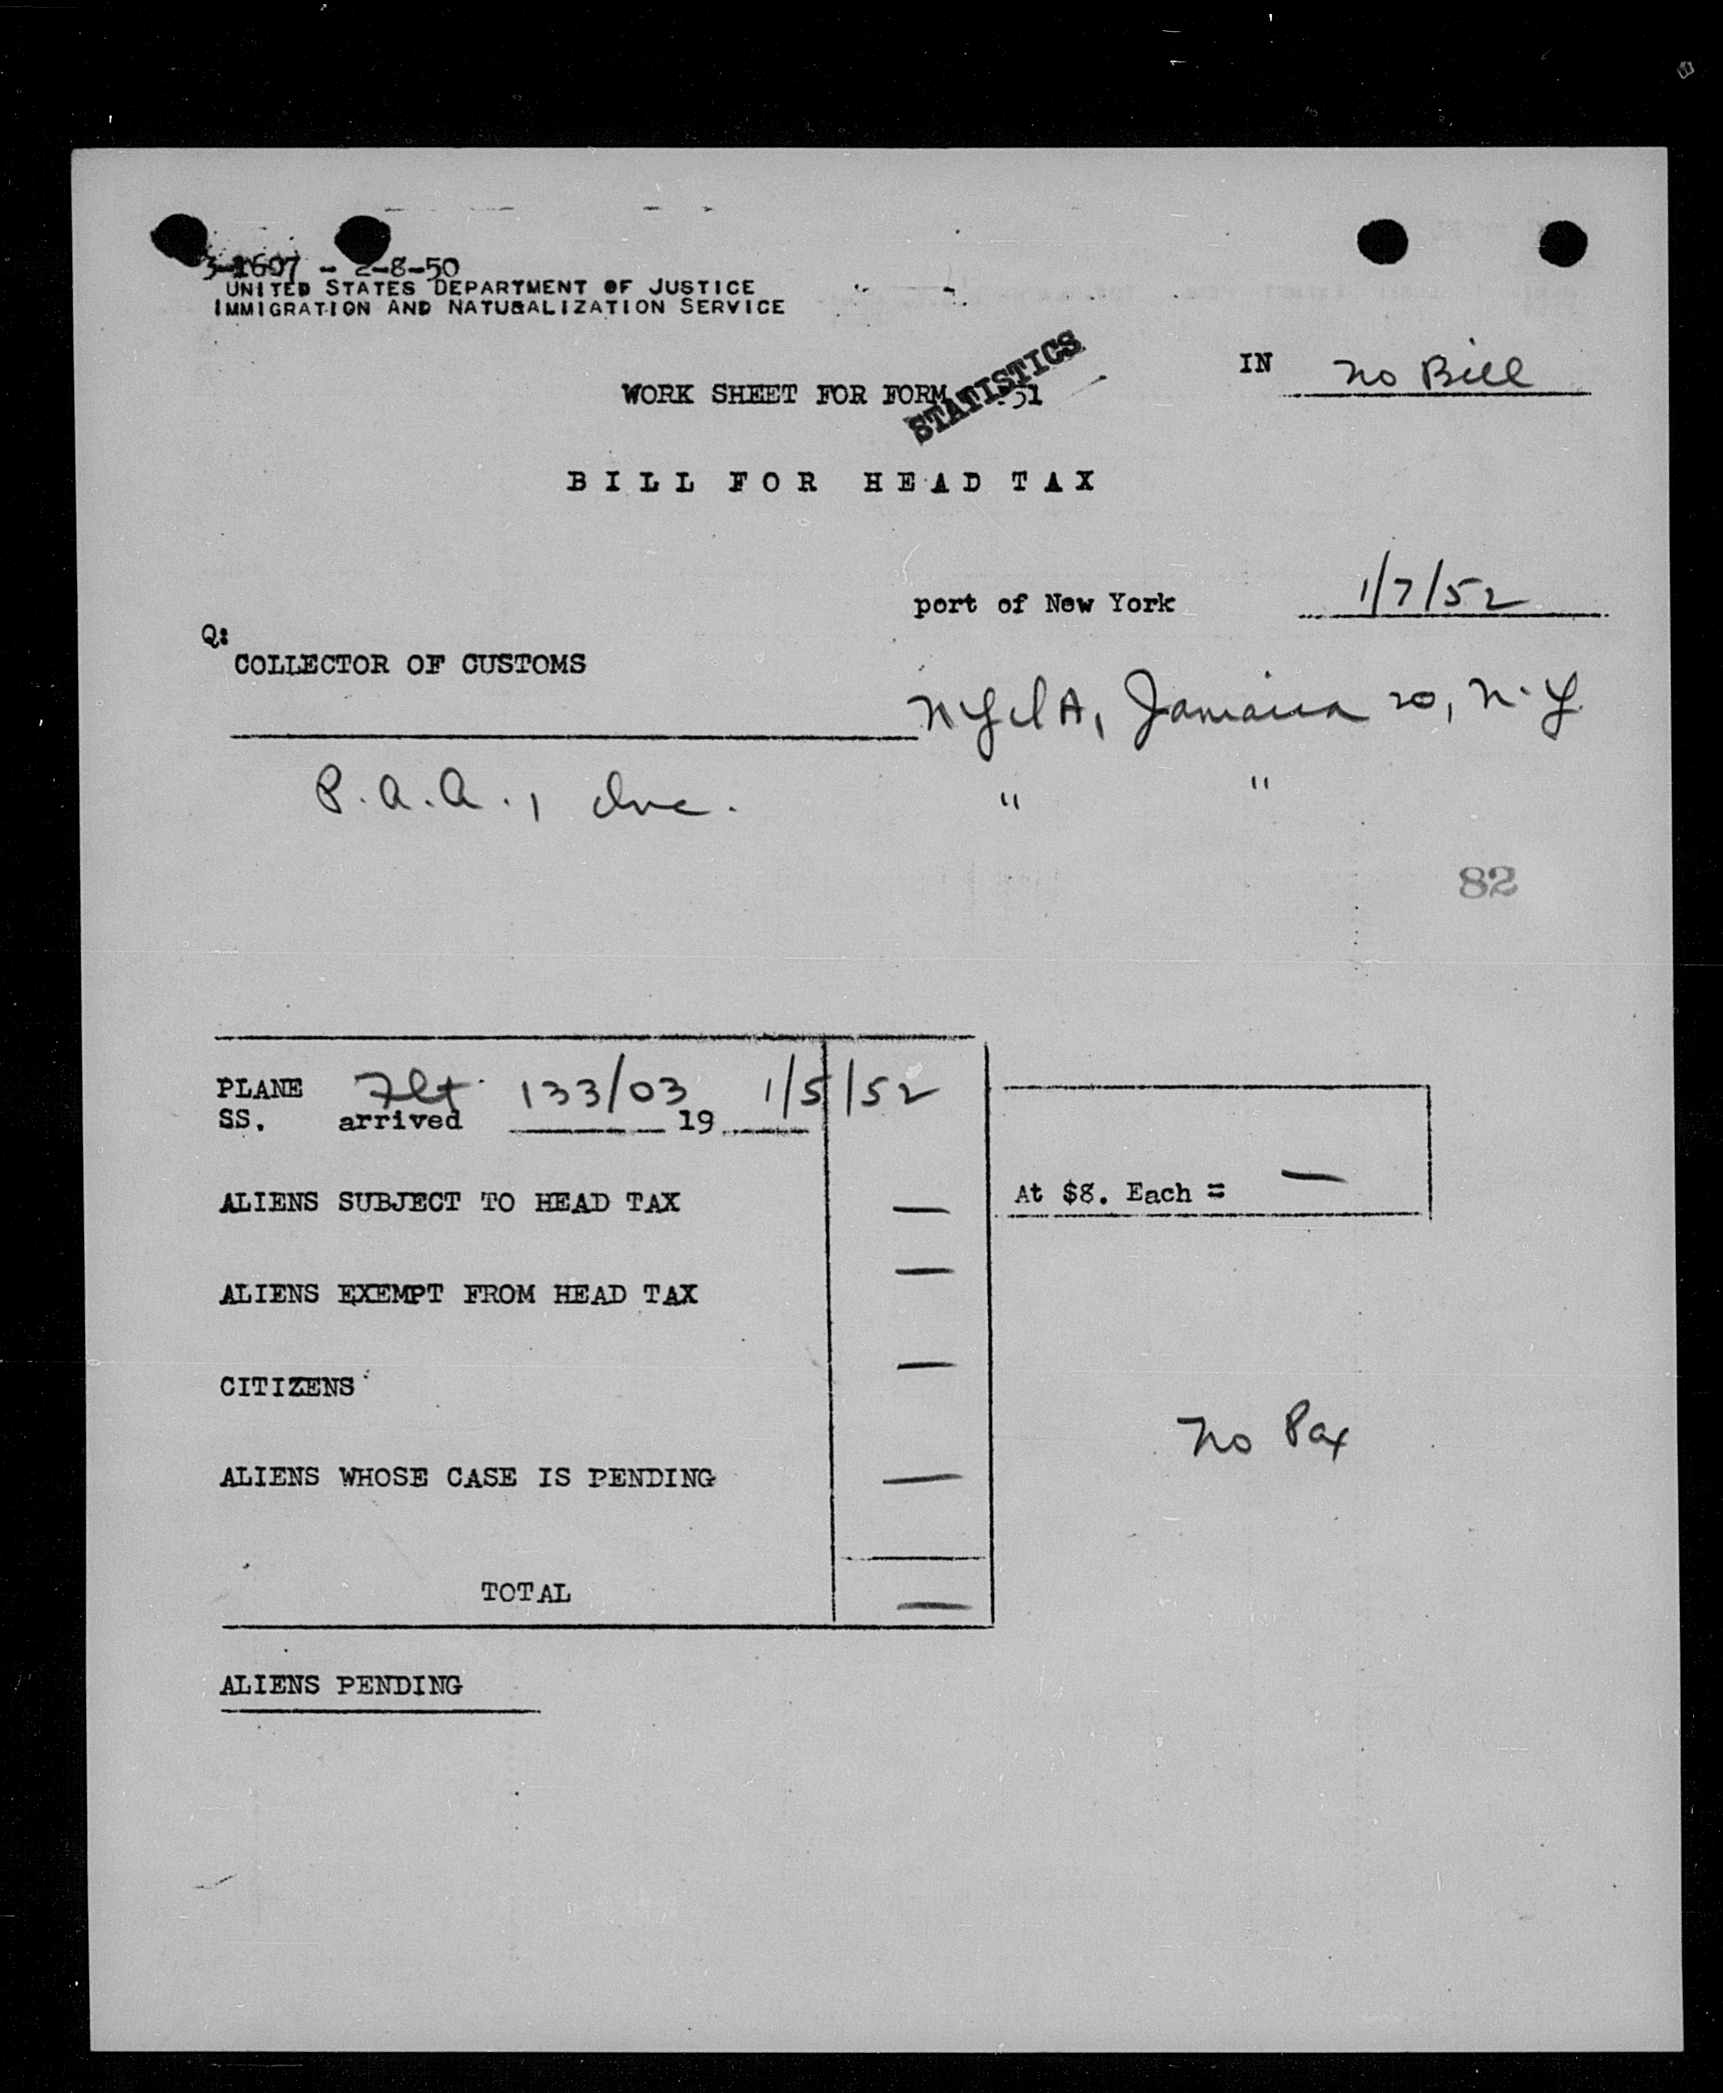 3-1607 - 2-8-50
UNITED STATES DEPARTMENT OF JUSTICE
IMMIGRATION AND NATURALIZATION SERVICE
STATISTICS
IN no Bill
WORK SHEET FOR FORM 51
BILL FOR HEAD TAX
port of New York 1/7/52
Q:
COLLECTOR OF CUSTOMS
NYIA, Jamaica 20, N.Y.
P.A.A., Inc. " "
82
PLANE Flt. 133/03 1/5/52
SS. arrived 19
ALIENS SUBJECT TO HEAD TAX — At $8. Each = —
ALIENS EXEMPT FROM HEAD TAX —
CITIZENS —
no Pax
ALIENS WHOSE CASE IS PENDING —
TOTAL —
ALIENS PENDING